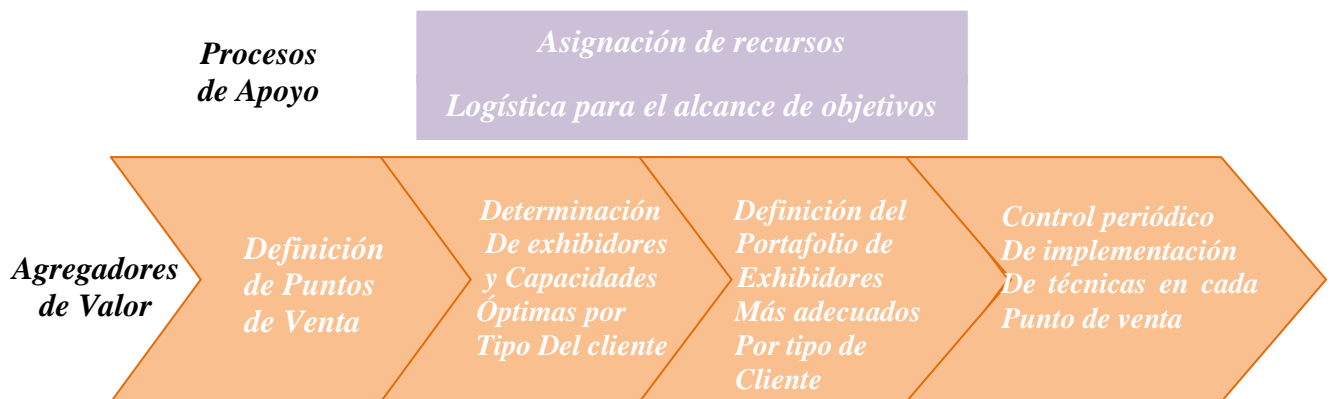 Procesos
de Apoyo
Asignación de recursos
Logística para el alcance de objetivos
Agregadores
de Valor
Definición
de Puntos
de Venta
Determinación
De exhibidores
y Capacidades
Óptimas por
Tipo Del cliente
Definición del
Portafolio de
Exhibidores
Más adecuados
Por tipo de
Cliente
Control periódico
De implementación
De técnicas en cada
Punto de venta